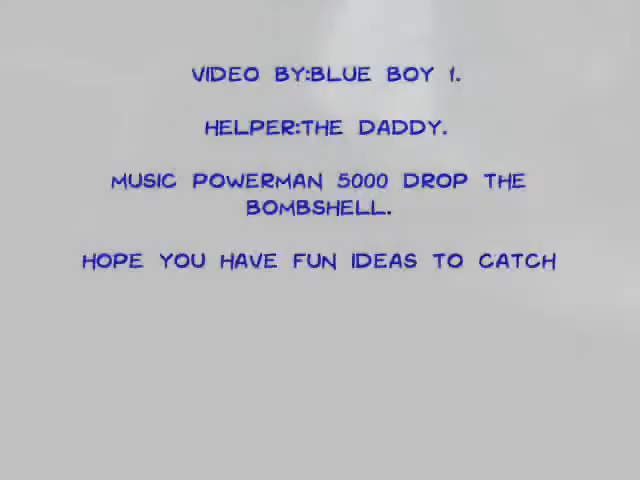 VIDEO BY:BLUE BOY 1.
HELPER:THE DADDY.
MUSIC POWERMAN 5000 DROP THE
BOMBSHELL.
HOPE YOU HAVE FUN IDEAS TO CATCH